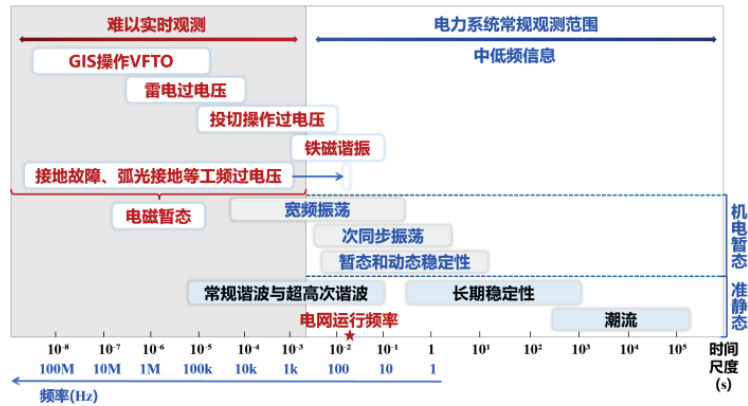 难以实时观测
电力系统常规观测范围
中低频信息
GIS操作VFTO
雷电过电压
投切操作过电压
铁磁谐振
接地故障、弧光接地等工频过电压
电磁暂态
宽频振荡
次同步振荡
暂态和动态稳定性
机电暂态
常规谐波与超高次谐波
长期稳定性
准静态
电网运行频率
潮流
10⁻⁸ 10⁻⁷ 10⁻⁶ 10⁻⁵ 10⁻⁴ 10⁻³ 10⁻² 10⁻¹ 1 10¹ 10² 10³ 10⁴ 10⁵ 时间
100M 10M 1M 100k 10k 1k 100 10 1 尺度
(s)
频率(Hz)